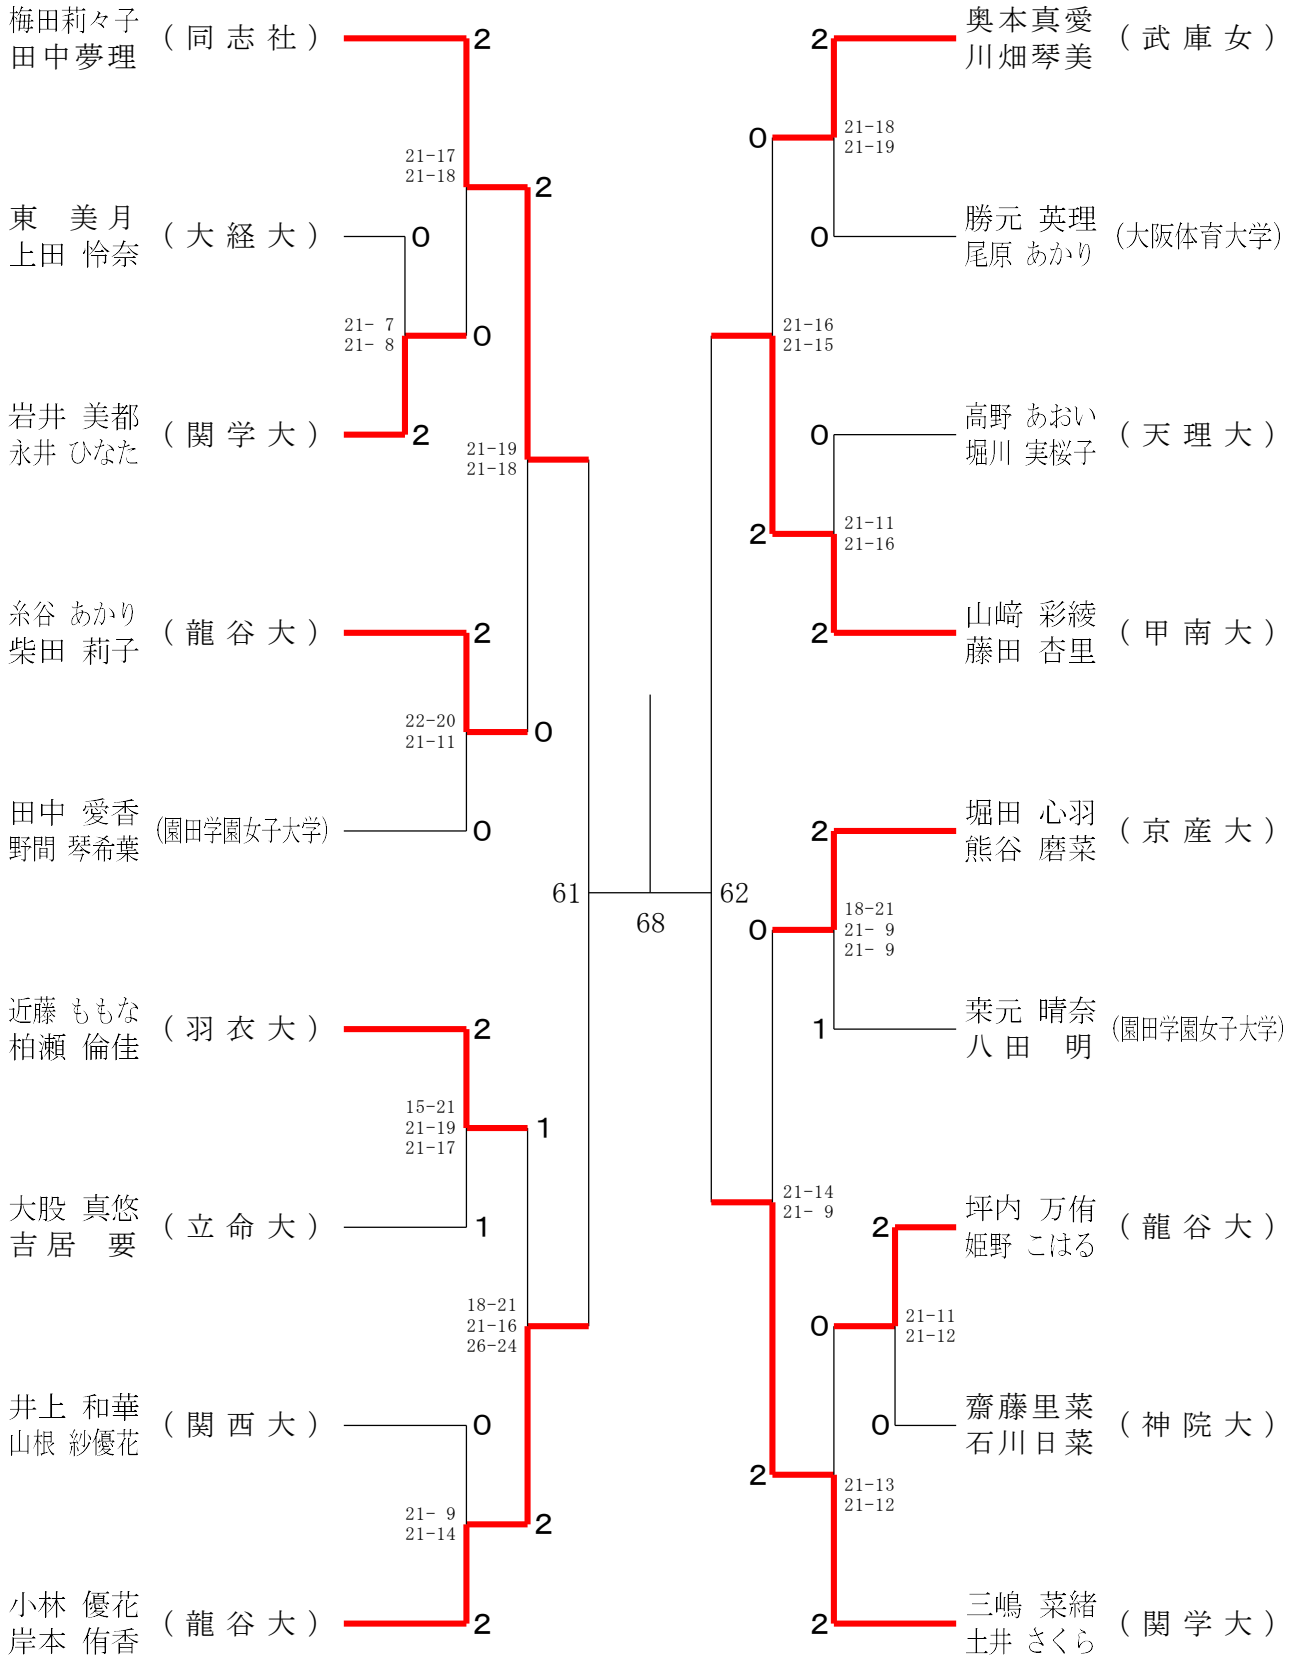 梅田莉々子
田中夢理
（同志社）
2
21-17
21-18
2
東　美月
上田 怜奈
（大経大）
0
21- 7
21- 8
0
岩井 美都
永井 ひなた
（関学大）
2
21-19
21-18
糸谷 あかり
柴田 莉子
（龍谷大）
2
22-20
21-11
0
田中 愛香
野間 琴希葉
(園田学園女子大学)
0
61
68
62
近藤 ももな
柏瀬 倫佳
（羽衣大）
2
15-21
21-19
21-17
1
大股 真悠
吉居　要
（立命大）
1
18-21
21-16
26-24
井上 和華
山根 紗優花
（関西大）
0
21- 9
21-14
2
小林 優花
岸本 侑香
（龍谷大）
2
奥本真愛
川畑琴美
（武庫女）
2
0
21-18
21-19
勝元 英理
尾原 あかり
(大阪体育大学)
0
21-16
21-15
高野 あおい
堀川 実桜子
（天理大）
0
2
21-11
21-16
山﨑 彩綾
藤田 杏里
（甲南大）
2
堀田 心羽
熊谷 磨菜
（京産大）
2
0
18-21
21- 9
21- 9
桒元 晴奈
八田　明
(園田学園女子大学)
1
21-14
21- 9
坪内 万侑
姫野 こはる
（龍谷大）
2
0
21-11
21-12
齋藤里菜
石川日菜
（神院大）
0
2
21-13
21-12
三嶋 菜緒
土井 さくら
（関学大）
2